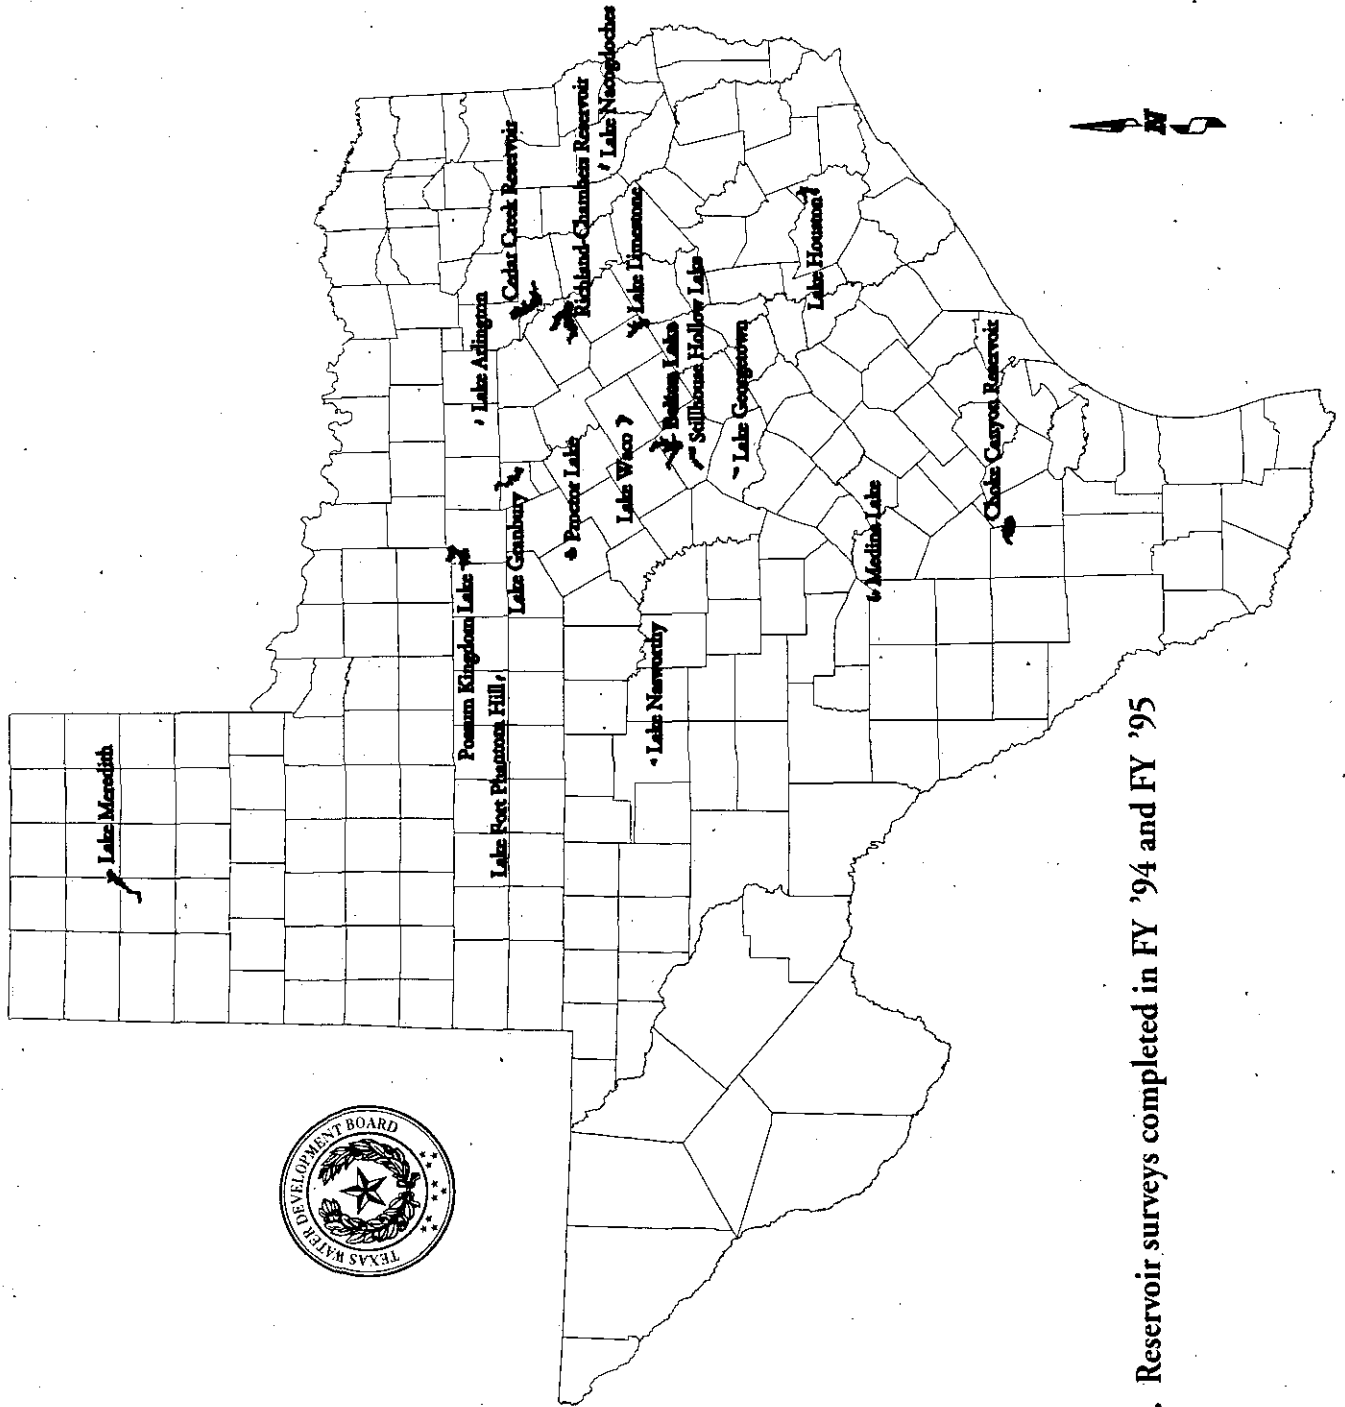 Lake Meredith
TEXAS WATER DEVELOPMENT BOARD
Possum Kingdom Lake
Lake Fort Phantom Hill
Lake Granbury
Lake Arlington
Cedar Creek Reservoir
Richland-Chambers Reservoir
Lake Nacogdoches
Proctor Lake
Lake Waco
Lake Limestone
Belton Lake
Stillhouse Hollow Lake
Lake Georgetown
Lake Nasworthy
Lake Houston
Medina Lake
Choke Canyon Reservoir
N
Reservoir surveys completed in FY '94 and FY '95